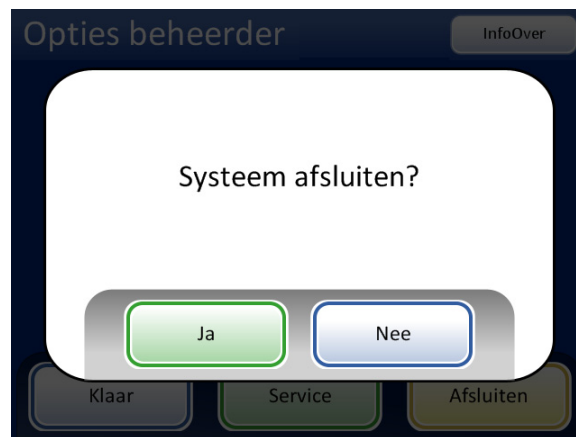 Opties beheerder
InfoOver
Systeem afsluiten?
Ja
Nee
Klaar
Service
Afsluiten